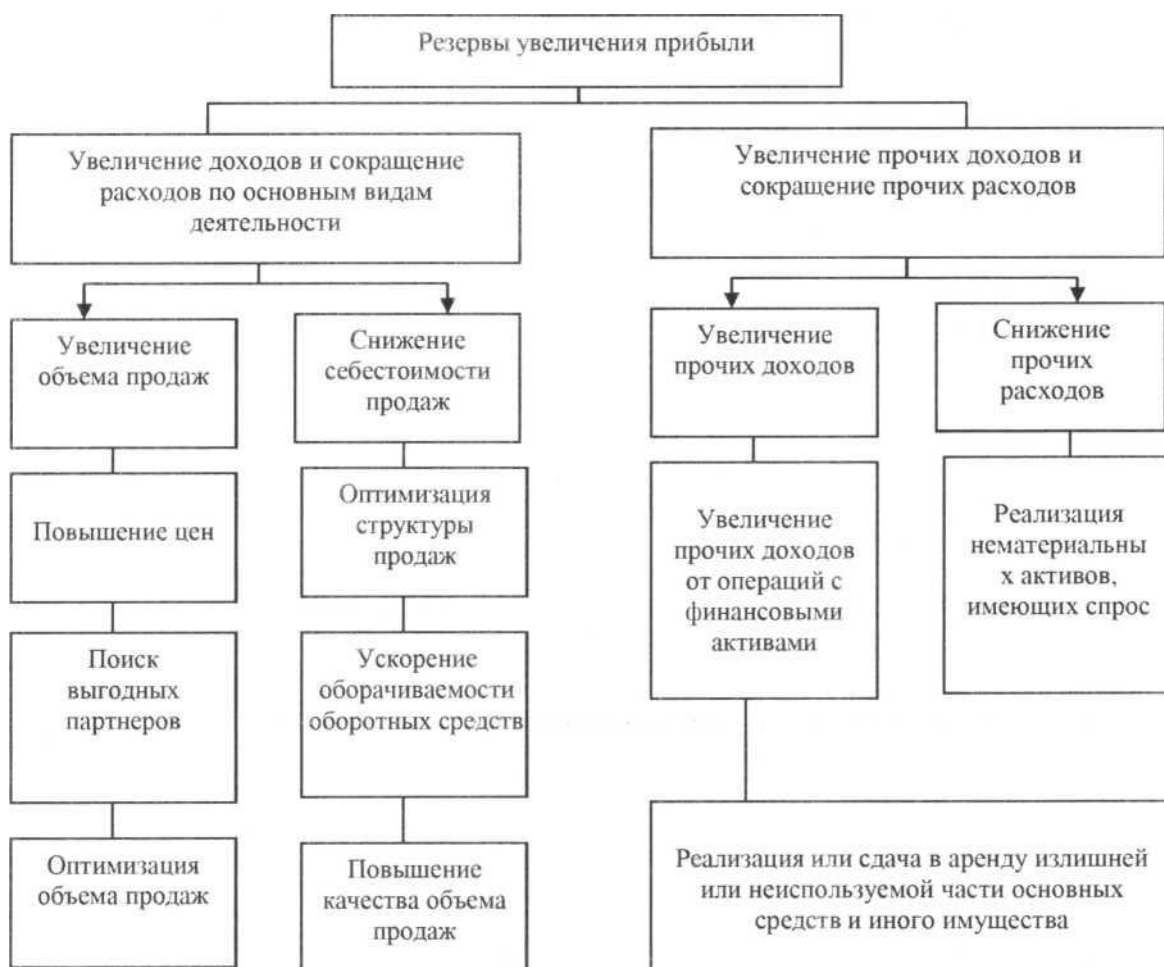 Резервы увеличения прибыли
Увеличение доходов и сокращение
расходов по основным видам
деятельности
Увеличение прочих доходов и
сокращение прочих расходов
Увеличение
объема продаж
Снижение
себестоимости
продаж
Увеличение
прочих доходов
Снижение
прочих
расходов
Повышение цен
Оптимизация
структуры
продаж
Увеличение
прочих доходов
от операций с
финансовыми
активами
Реализация
нематериальны
х активов,
имеющих спрос
Поиск
выгодных
партнеров
Ускорение
оборачиваемости
оборотных средств
Оптимизация
объема продаж
Повышение
качества объема
продаж
Реализация или сдача в аренду излишней
или неиспользуемой части основных
средств и иного имущества